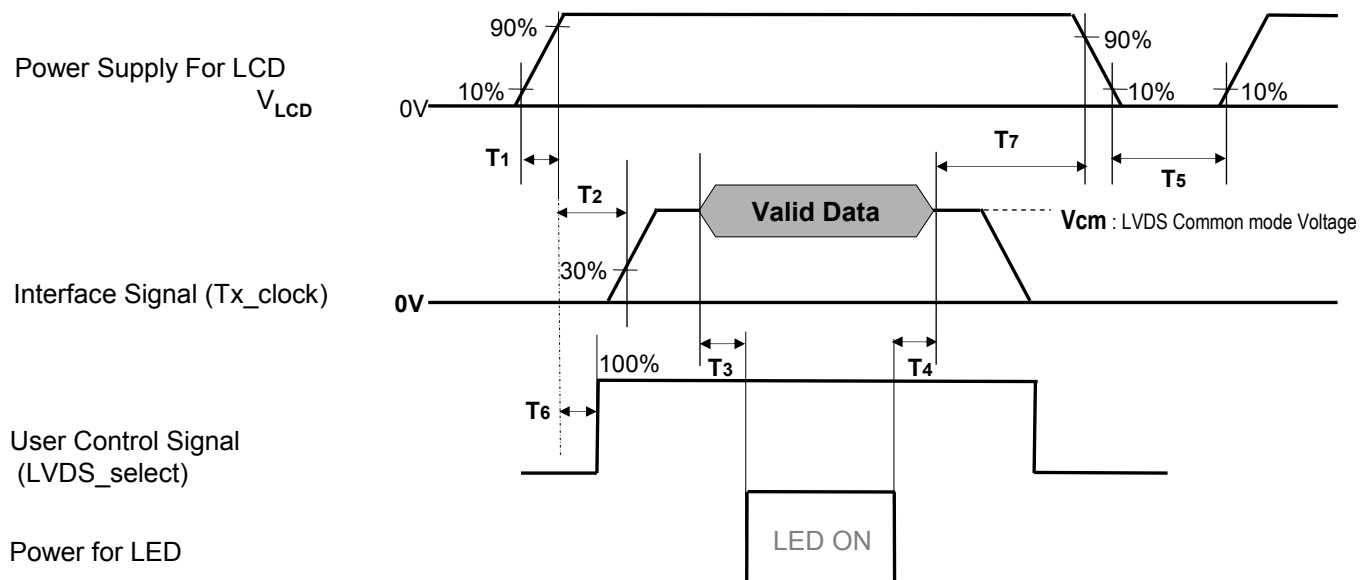 90%
90%
Power Supply For LCD
VLCD
10%
10%
10%
0V
T1
T7
T5
T2
Valid Data
Vcm : LVDS Common mode Voltage
30%
Interface Signal (Tx_clock)
0V
T3
T4
100%
T6
User Control Signal
(LVDS_select)
LED ON
Power for LED